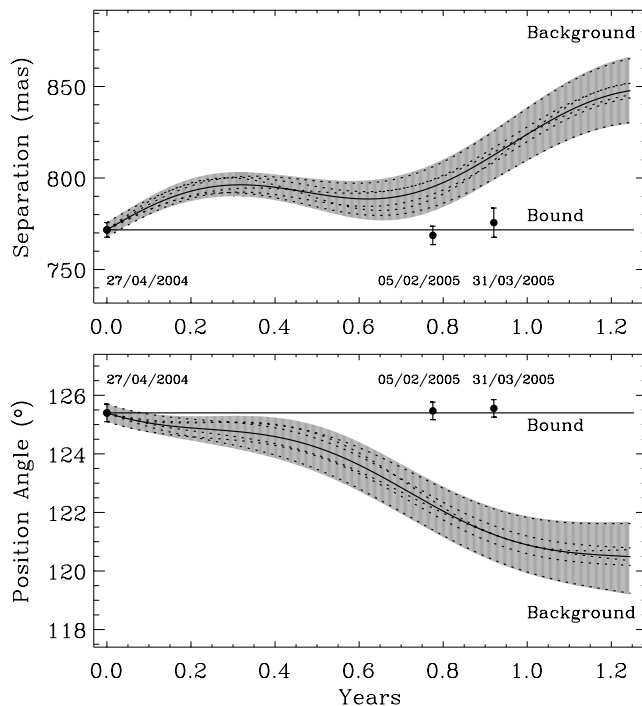 Background
850
800
750
Separation (mas)
Bound
27/04/2004 05/02/2005 31/03/2005
0.0 0.2 0.4 0.6 0.8 1.0 1.2
126
124
122
120
118
Position Angle (º)
27/04/2004 05/02/2005 31/03/2005
Bound
Background
0.0 0.2 0.4 0.6 0.8 1.0 1.2
Years